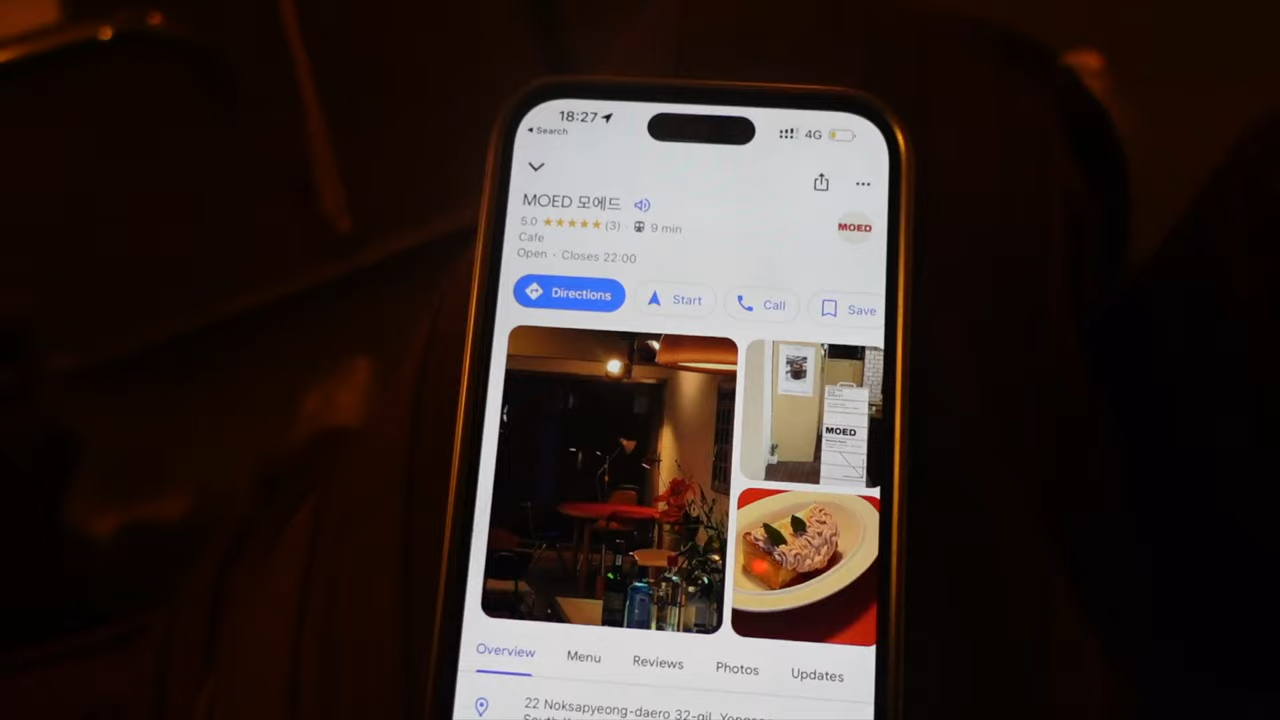 18:27
4G
◀ Search
MOED 모에드
5.0 ★★★★★ (3) · 9 min
MOED
Cafe
Open · Closes 22:00
Directions
Start
Call
Save
MOED
Overview
Menu
Reviews
Photos
Updates
22 Noksapyeong-daero 32-gil,
South